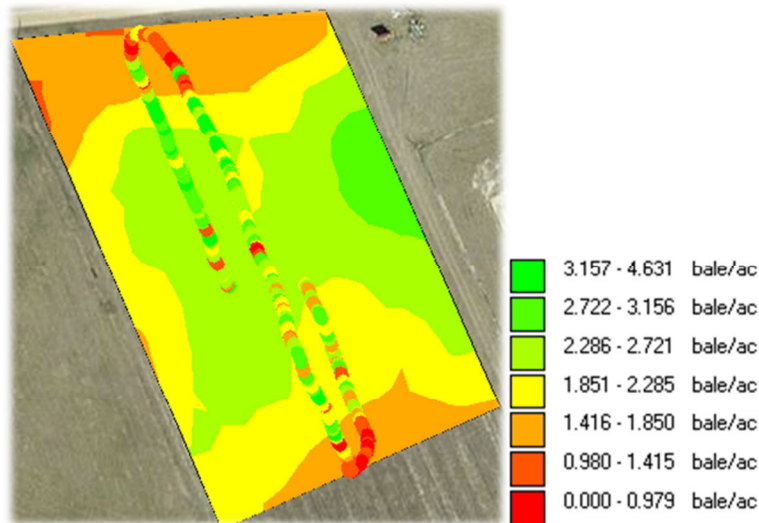 3.157 - 4.631 bale/ac
2.722 - 3.156 bale/ac
2.286 - 2.721 bale/ac
1.851 - 2.285 bale/ac
1.416 - 1.850 bale/ac
0.980 - 1.415 bale/ac
0.000 - 0.979 bale/ac